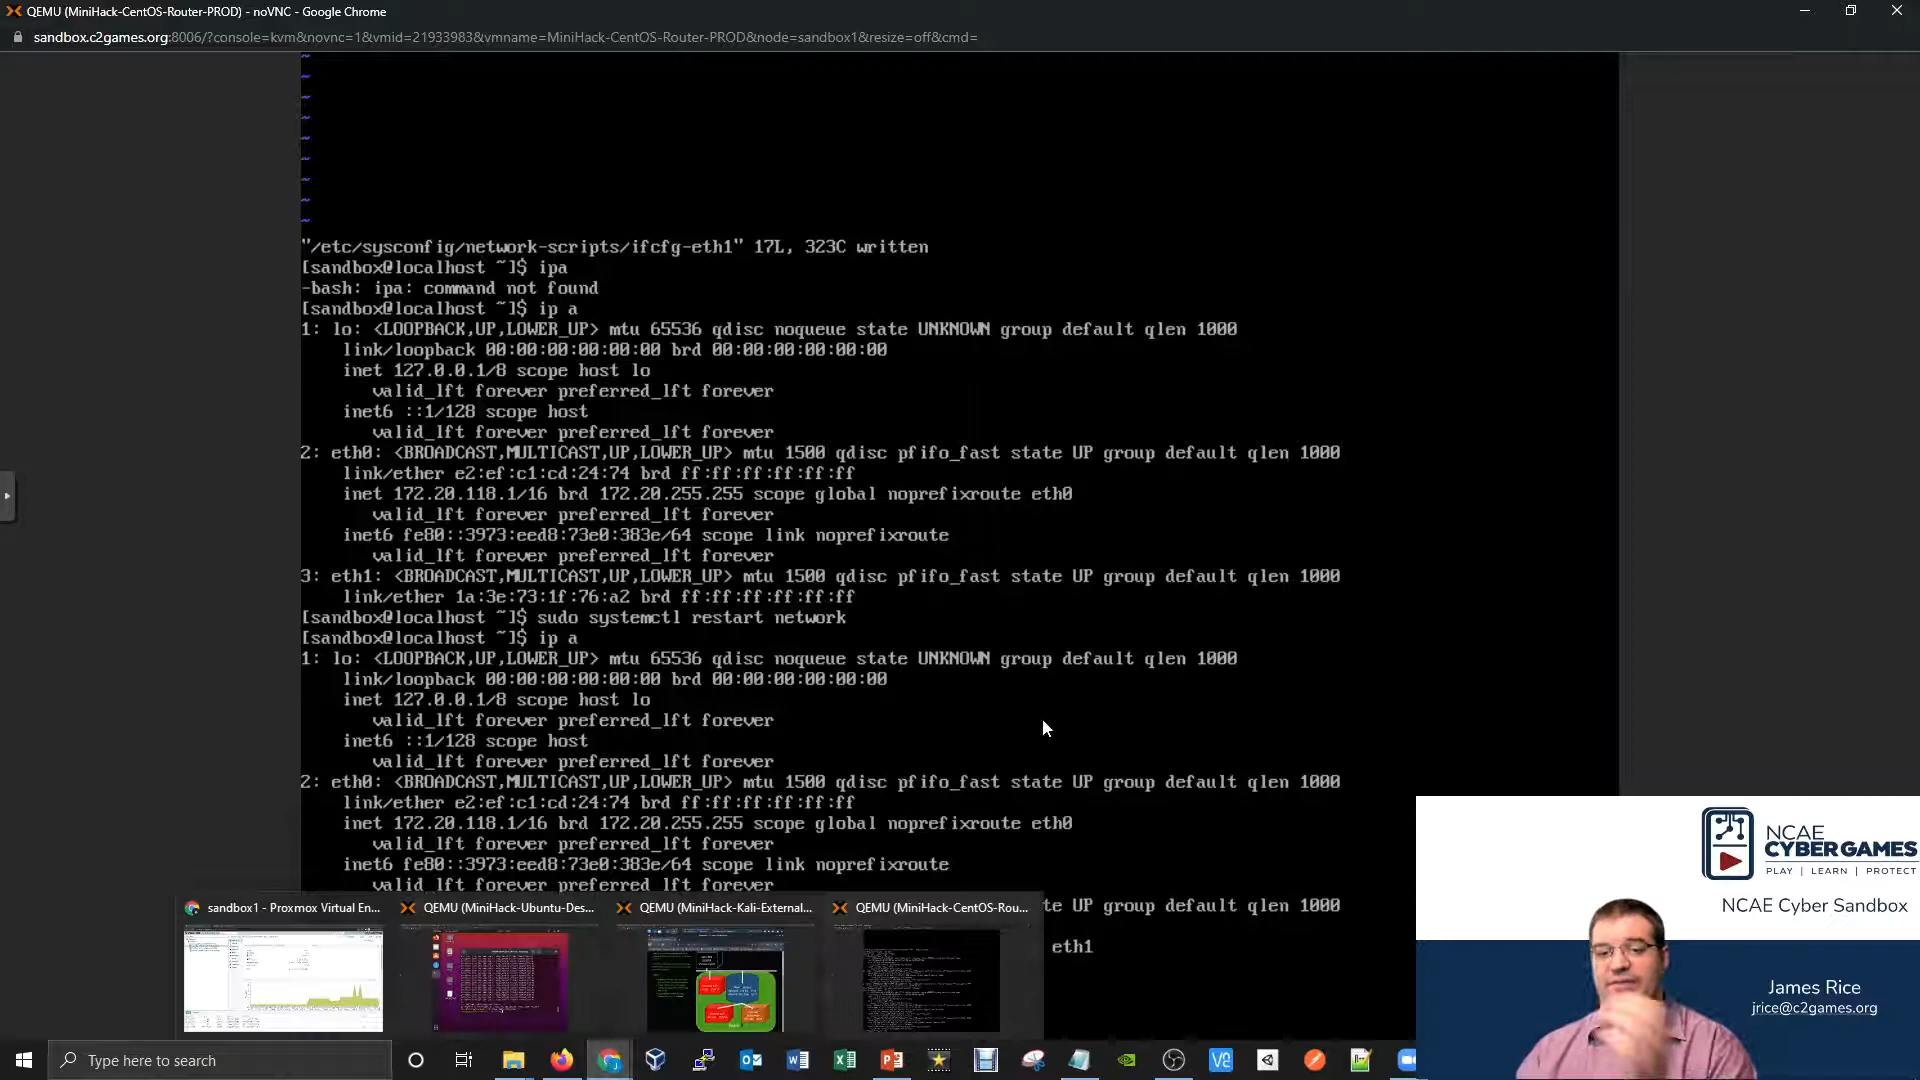 QEMU (MiniHack-CentOS-Router-PROD) - noVNC - Google Chrome
sandbox.c2games.org:8006/?console=kvm&novnc=1&vmid=21933983&vmname=MiniHack-CentOS-Router-PROD&node=sandbox1&resize=off&cmd=
~
~
~
~
~
~
~
~
~
"/etc/sysconfig/network-scripts/ifcfg-eth1" 17L, 323C written
[sandbox@localhost ~]$ ipa
-bash: ipa: command not found
[sandbox@localhost ~]$ ip a
1: lo: <LOOPBACK,UP,LOWER_UP> mtu 65536 qdisc noqueue state UNKNOWN group default qlen 1000
link/loopback 00:00:00:00:00:00 brd 00:00:00:00:00:00
inet 127.0.0.1/8 scope host lo
valid_lft forever preferred_lft forever
inet6 ::1/128 scope host
valid_lft forever preferred_lft forever
2: eth0: <BROADCAST,MULTICAST,UP,LOWER_UP> mtu 1500 qdisc pfifo_fast state UP group default qlen 1000
link/ether e2:ef:c1:cd:24:74 brd ff:ff:ff:ff:ff:ff
inet 172.20.118.1/16 brd 172.20.255.255 scope global noprefixroute eth0
valid_lft forever preferred_lft forever
inet6 fe80::3973:eed8:73e0:383e/64 scope link noprefixroute
valid_lft forever preferred_lft forever
3: eth1: <BROADCAST,MULTICAST,UP,LOWER_UP> mtu 1500 qdisc pfifo_fast state UP group default qlen 1000
link/ether 1a:3e:73:1f:76:a2 brd ff:ff:ff:ff:ff:ff
[sandbox@localhost ~]$ sudo systemctl restart network
[sandbox@localhost ~]$ ip a
1: lo: <LOOPBACK,UP,LOWER_UP> mtu 65536 qdisc noqueue state UNKNOWN group default qlen 1000
link/loopback 00:00:00:00:00:00 brd 00:00:00:00:00:00
inet 127.0.0.1/8 scope host lo
valid_lft forever preferred_lft forever
inet6 ::1/128 scope host
valid_lft forever preferred_lft forever
2: eth0: <BROADCAST,MULTICAST,UP,LOWER_UP> mtu 1500 qdisc pfifo_fast state UP group default qlen 1000
link/ether e2:ef:c1:cd:24:74 brd ff:ff:ff:ff:ff:ff
inet 172.20.118.1/16 brd 172.20.255.255 scope global noprefixroute eth0
valid_lft forever preferred_lft forever
inet6 fe80::3973:eed8:73e0:383e/64 scope link noprefixroute
valid_lft forever preferred_lft forever
te UP group default qlen 1000
eth1
sandbox1 - Proxmox Virtual En...
QEMU (MiniHack-Ubuntu-Des...
QEMU (MiniHack-Kali-External...
QEMU (MiniHack-CentOS-Rou...
NCAE
CYBERGAMES
PLAY | LEARN | PROTECT
NCAE Cyber Sandbox
James Rice
jrice@c2games.org
Type here to search